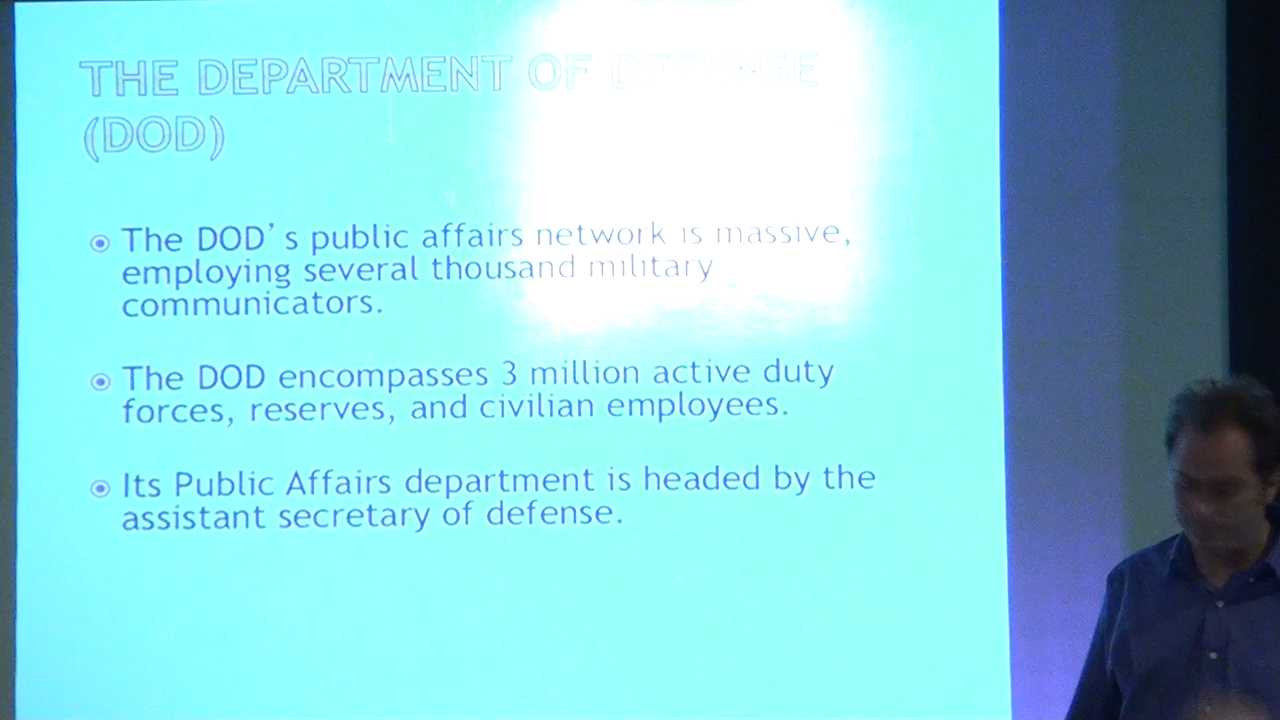 THE DEPARTMENT OF DEFENSE
(DOD)
The DOD's public affairs network is massive,
employing several thousand military
communicators.
The DOD encompasses 3 million active duty
forces, reserves, and civilian employees.
Its Public Affairs department is headed by the
assistant secretary of defense.